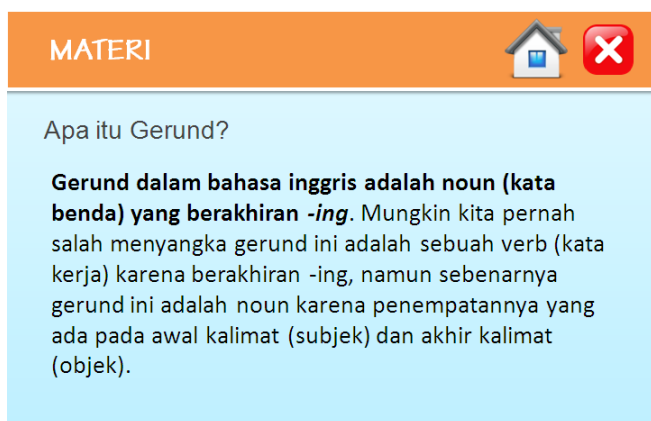 MATERI
Apa itu Gerund?
Gerund dalam bahasa inggris adalah noun (kata
benda) yang berakhiran -ing. Mungkin kita pernah
salah menyangka gerund ini adalah sebuah verb (kata
kerja) karena berakhiran -ing, namun sebenarnya
gerund ini adalah noun karena penempatannya yang
ada pada awal kalimat (subjek) dan akhir kalimat
(objek).